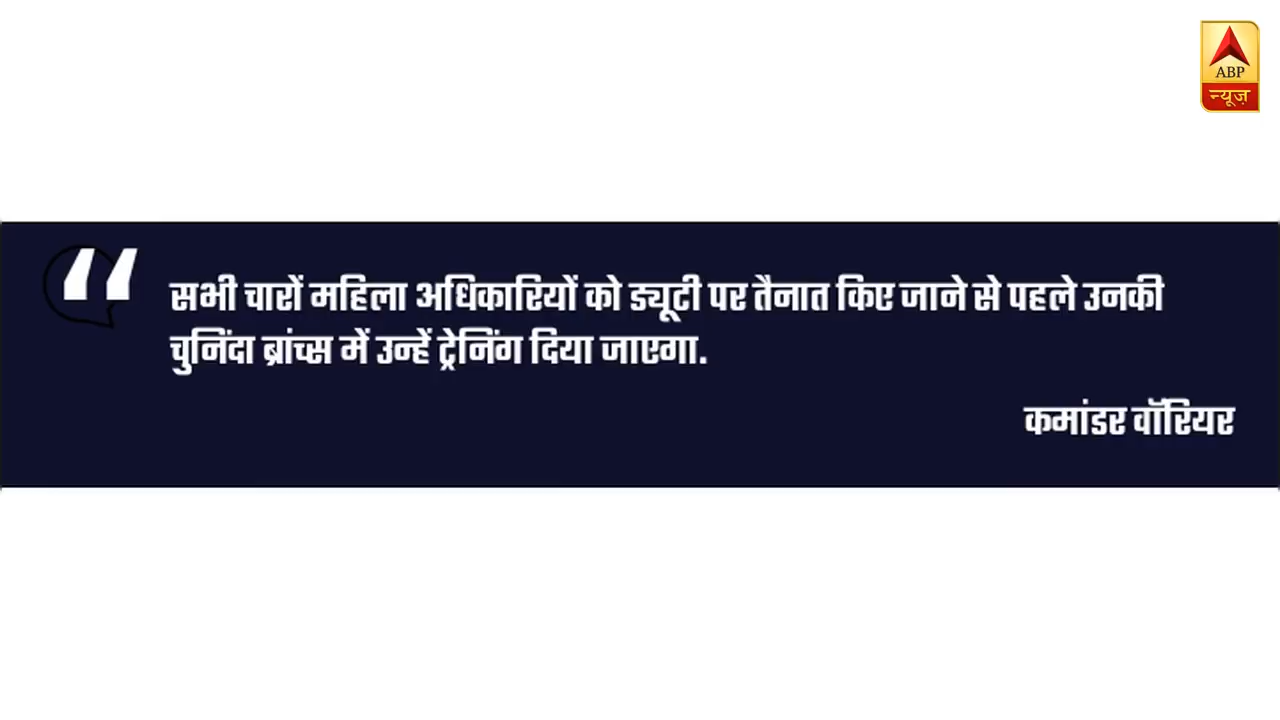 ABP
न्यूज़
सभी चारों महिला अधिकारियों को ड्यूटी पर तैनात किए जाने से पहले उनकी
चुनिंदा ब्रांच्स में उन्हें ट्रेनिंग दिया जाएगा.
कमांडर वॉरियर